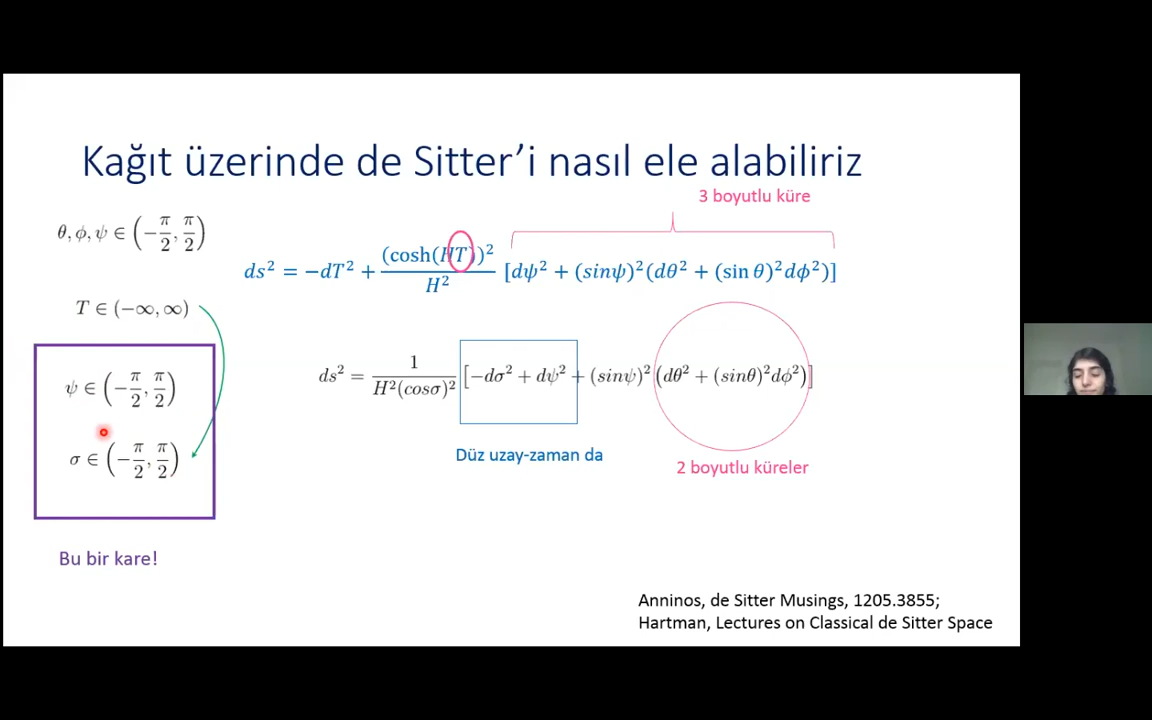 Kağıt üzerinde de Sitter’i nasıl ele alabiliriz
3 boyutlu küre
θ, ϕ, ψ ∈ (−π/2, π/2)
ds² = −dT² + (cosh(HT))²/H² [dψ² + (sinψ)²(dθ² + (sin θ)²dϕ²)]
T ∈ (−∞, ∞)
ψ ∈ (−π/2, π/2)
ds² = 1/H²(cosσ)² [−dσ² + dψ² + (sinψ)² (dθ² + (sinθ)²dϕ²)]
σ ∈ (−π/2, π/2)
Düz uzay-zaman da
2 boyutlu küreler
Bu bir kare!
Anninos, de Sitter Musings, 1205.3855;
Hartman, Lectures on Classical de Sitter Space